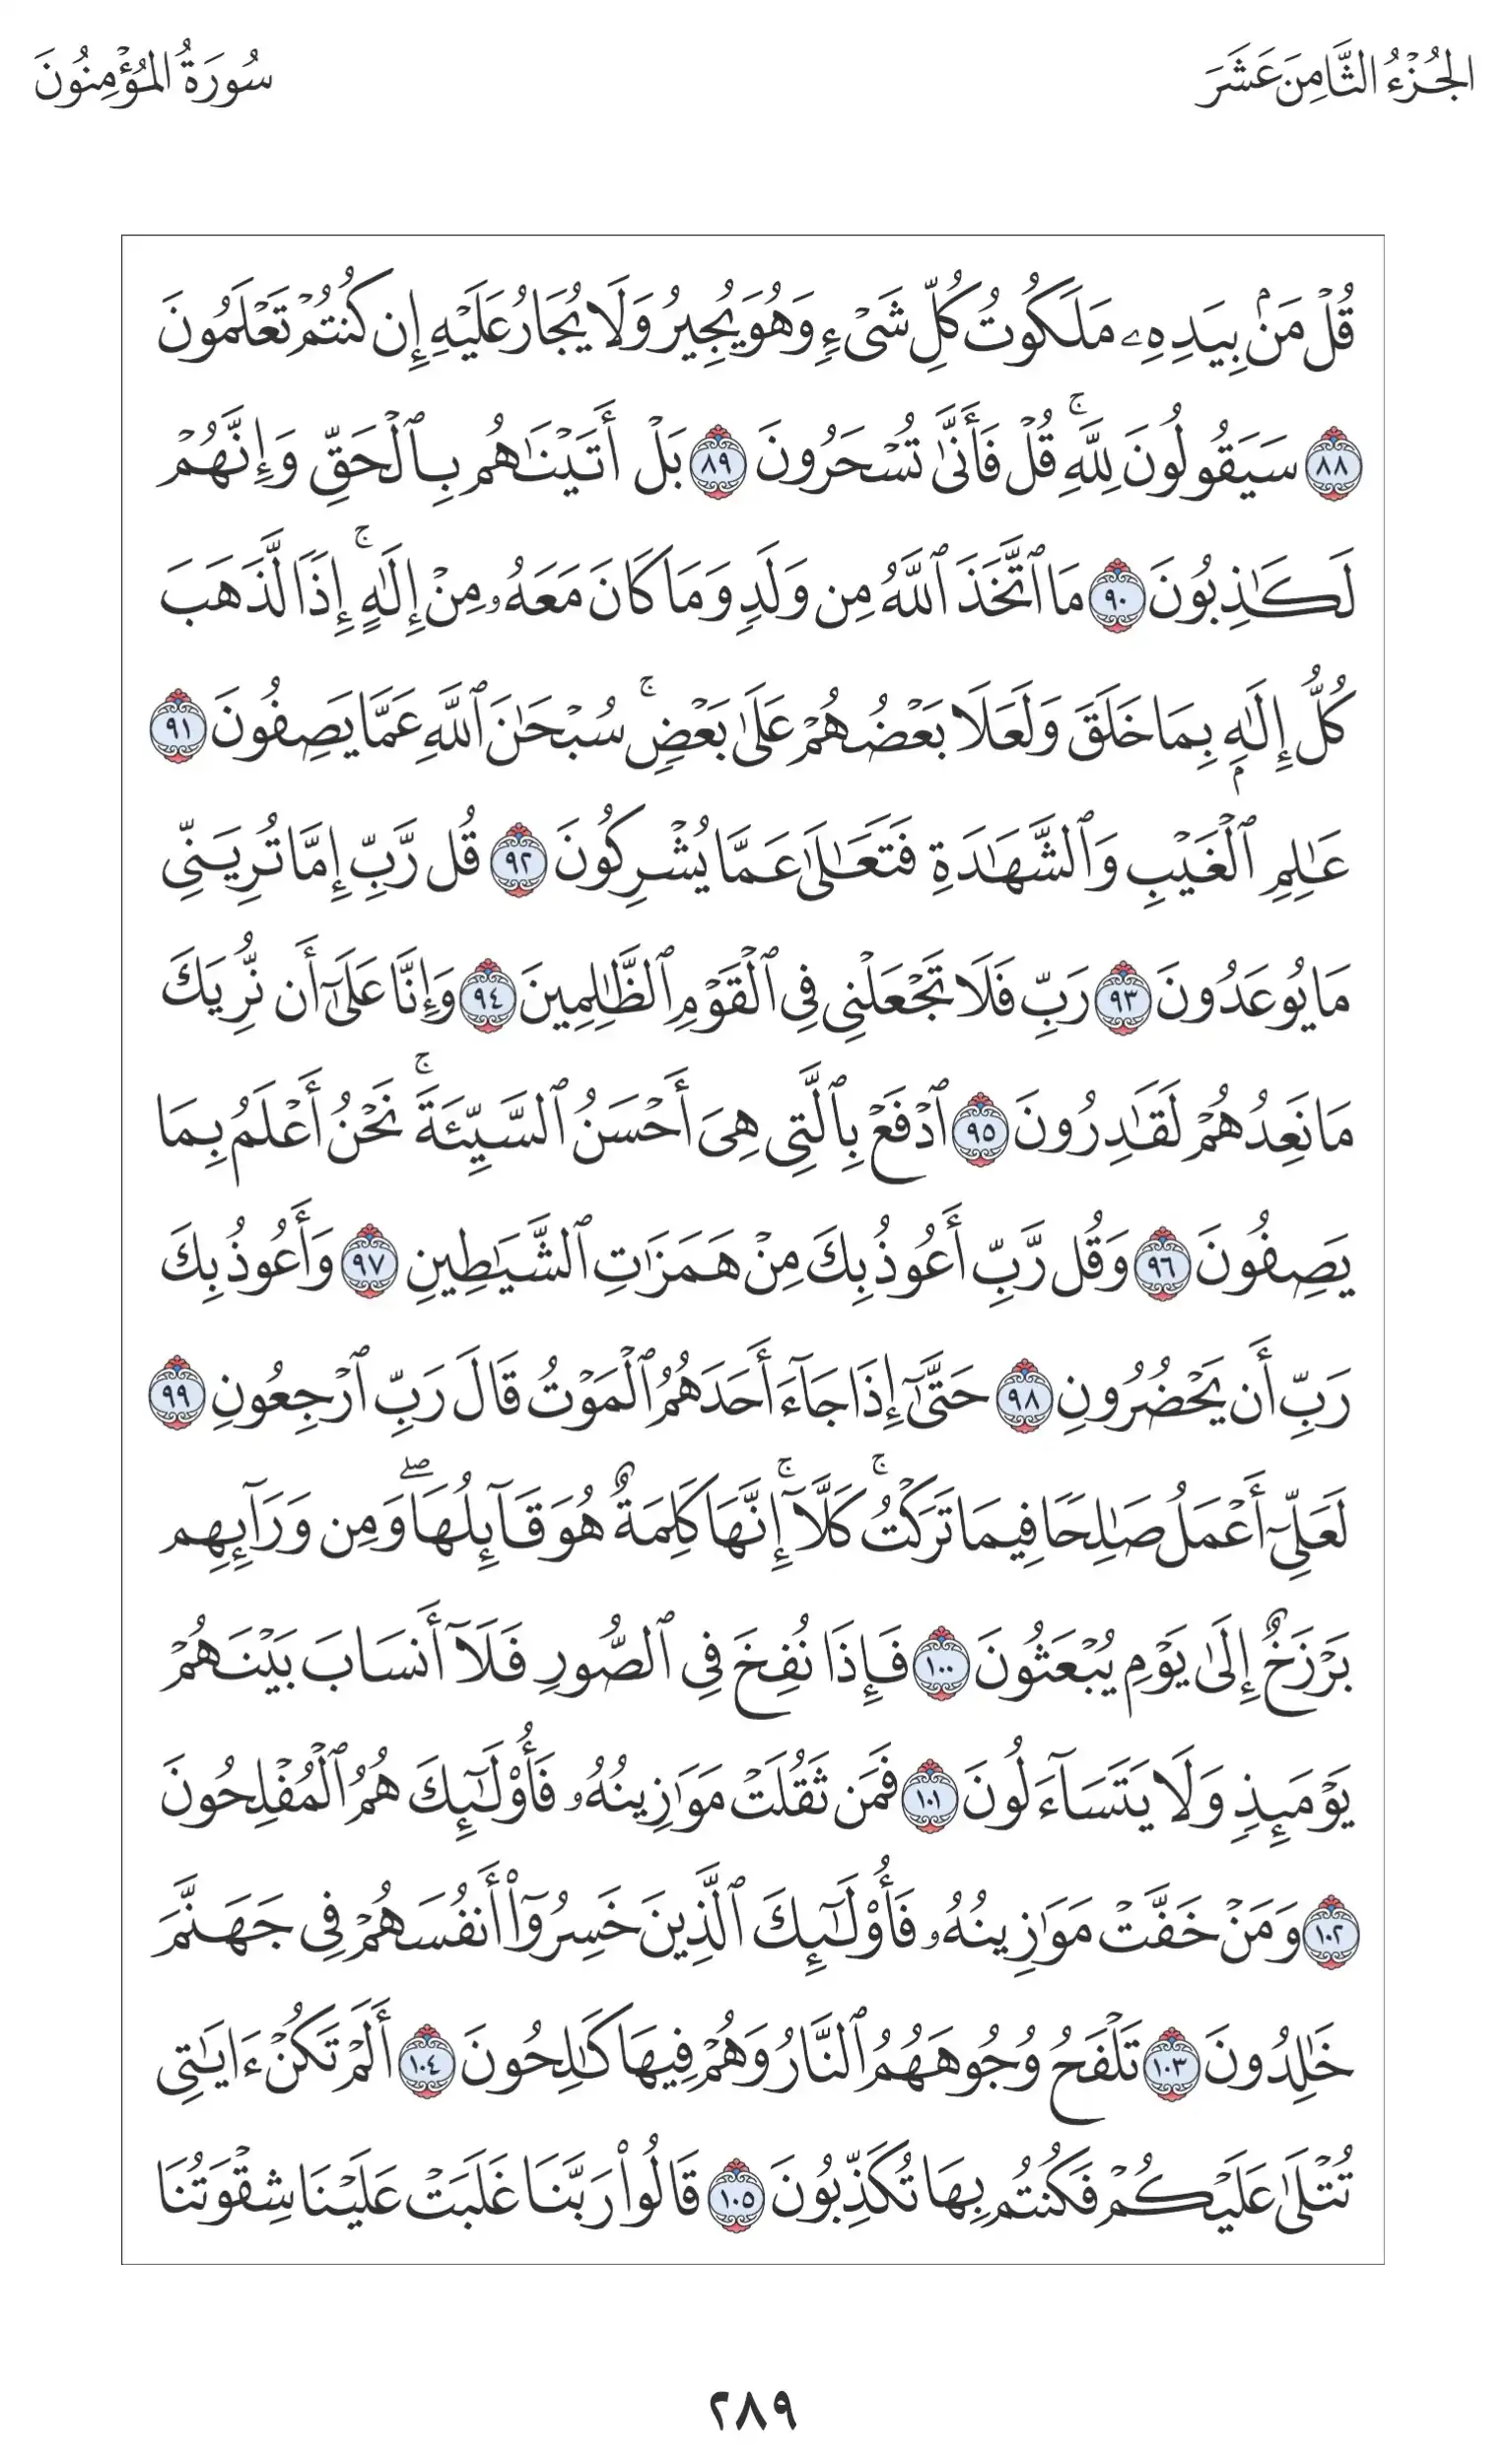 الجُزْءُ الثَّامِنَ عَشَرَ
سُورَةُ المُؤْمِنُونَ
قُلْ مَنۢ بِيَدِهِۦ مَلَكُوتُ كُلِّ شَىْءٍ وَهُوَ يُجِيرُ وَلَا يُجَارُ عَلَيْهِ إِن كُنتُمْ تَعْلَمُونَ
٨٨ سَيَقُولُونَ لِلَّهِ ۚ قُلْ فَأَنَّىٰ تُسْحَرُونَ ٨٩ بَلْ أَتَيْنَٰهُم بِٱلْحَقِّ وَإِنَّهُمْ
لَكَٰذِبُونَ ٩٠ مَا ٱتَّخَذَ ٱللَّهُ مِن وَلَدٍ وَمَا كَانَ مَعَهُۥ مِنْ إِلَٰهٍ ۚ إِذًا لَّذَهَبَ
كُلُّ إِلَٰهٍۭ بِمَا خَلَقَ وَلَعَلَا بَعْضُهُمْ عَلَىٰ بَعْضٍ ۚ سُبْحَٰنَ ٱللَّهِ عَمَّا يَصِفُونَ ٩١
عَٰلِمِ ٱلْغَيْبِ وَٱلشَّهَٰدَةِ فَتَعَٰلَىٰ عَمَّا يُشْرِكُونَ ٩٢ قُل رَّبِّ إِمَّا تُرِيَنِّى
مَا يُوعَدُونَ ٩٣ رَبِّ فَلَا تَجْعَلْنِى فِى ٱلْقَوْمِ ٱلظَّٰلِمِينَ ٩٤ وَإِنَّا عَلَىٰٓ أَن نُّرِيَكَ
مَا نَعِدُهُمْ لَقَٰدِرُونَ ٩٥ ٱدْفَعْ بِٱلَّتِى هِىَ أَحْسَنُ ٱلسَّيِّئَةَ ۚ نَحْنُ أَعْلَمُ بِمَا
يَصِفُونَ ٩٦ وَقُل رَّبِّ أَعُوذُ بِكَ مِنْ هَمَزَٰتِ ٱلشَّيَٰطِينِ ٩٧ وَأَعُوذُ بِكَ
رَبِّ أَن يَحْضُرُونِ ٩٨ حَتَّىٰٓ إِذَا جَآءَ أَحَدَهُمُ ٱلْمَوْتُ قَالَ رَبِّ ٱرْجِعُونِ ٩٩
لَعَلِّىٓ أَعْمَلُ صَٰلِحًا فِيمَا تَرَكْتُ ۚ كَلَّآ ۚ إِنَّهَا كَلِمَةٌ هُوَ قَآئِلُهَا ۖ وَمِن وَرَآئِهِم
بَرْزَخٌ إِلَىٰ يَوْمِ يُبْعَثُونَ ١٠٠ فَإِذَا نُفِخَ فِى ٱلصُّورِ فَلَآ أَنسَابَ بَيْنَهُمْ
يَوْمَئِذٍ وَلَا يَتَسَآءَلُونَ ١٠١ فَمَن ثَقُلَتْ مَوَٰزِينُهُۥ فَأُو۟لَٰٓئِكَ هُمُ ٱلْمُفْلِحُونَ
١٠٢ وَمَنْ خَفَّتْ مَوَٰزِينُهُۥ فَأُو۟لَٰٓئِكَ ٱلَّذِينَ خَسِرُوٓا۟ أَنفُسَهُمْ فِى جَهَنَّمَ
خَٰلِدُونَ ١٠٣ تَلْفَحُ وُجُوهَهُمُ ٱلنَّارُ وَهُمْ فِيهَا كَٰلِحُونَ ١٠٤ أَلَمْ تَكُنْ ءَايَٰتِى
تُتْلَىٰ عَلَيْكُمْ فَكُنتُم بِهَا تُكَذِّبُونَ ١٠٥ قَالُوا۟ رَبَّنَا غَلَبَتْ عَلَيْنَا شِقْوَتُنَا
٢٨٩